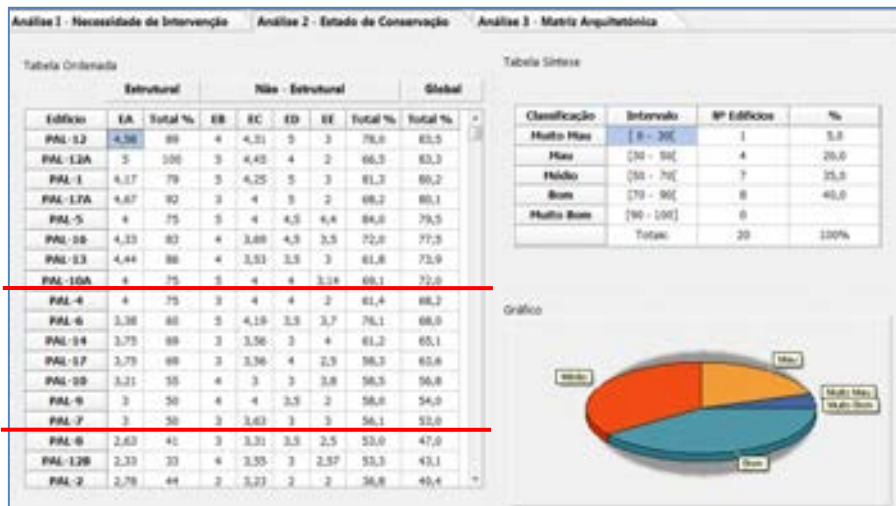 Análise 1 - Necessidade de Intervenção Análise 2 - Estado de Conservação Análise 3 - Matriz Arquitetónica
Tabela Ordenada
Estrutural Não - Estrutural Global
Edifício EA Total % EB EC ED EE Total % Total %
PAL-12 4,56 89 4 4,31 5 3 78,0 83,5
PAL-12A 5 100 5 4,45 4 2 66,5 83,3
PAL-1 4,17 79 5 4,25 5 3 81,3 80,2
PAL-17A 4,67 92 3 4 5 2 68,2 80,1
PAL-5 4 75 5 4 4,5 4,4 84,0 79,5
PAL-16 4,33 83 4 3,69 4,5 3,5 72,0 77,5
PAL-13 4,44 86 4 3,53 3,5 3 61,8 73,9
PAL-10A 4 75 5 4 4 3,14 69,1 72,0
PAL-4 4 75 3 4 4 2 61,4 68,2
PAL-6 3,38 60 5 4,19 3,5 3,7 76,1 68,0
PAL-14 3,75 69 3 3,56 3 4 61,2 65,1
PAL-17 3,75 69 3 3,56 4 2,5 58,3 63,6
PAL-10 3,21 55 4 3 3 3,8 58,5 56,8
PAL-9 3 50 4 4 3,5 2 58,0 54,0
PAL-7 3 50 3 3,63 3 3 56,1 53,0
PAL-8 2,63 41 3 3,31 3,5 2,5 53,0 47,0
PAL-12B 2,33 33 4 3,55 3 2,57 53,3 43,1
PAL-2 2,78 44 2 3,23 2 2 36,8 40,4
Tabela Síntese
Classificação Intervalo Nº Edifícios %
Muito Mau [ 0 - 30[ 1 5,0
Mau [30 - 50[ 4 20,0
Médio [50 - 70[ 7 35,0
Bom [70 - 90[ 8 40,0
Muito Bom [90 - 100] 0
Totais: 20 100%
Gráfico
Mau
Médio
Muito Mau
Muito Bom
Bom